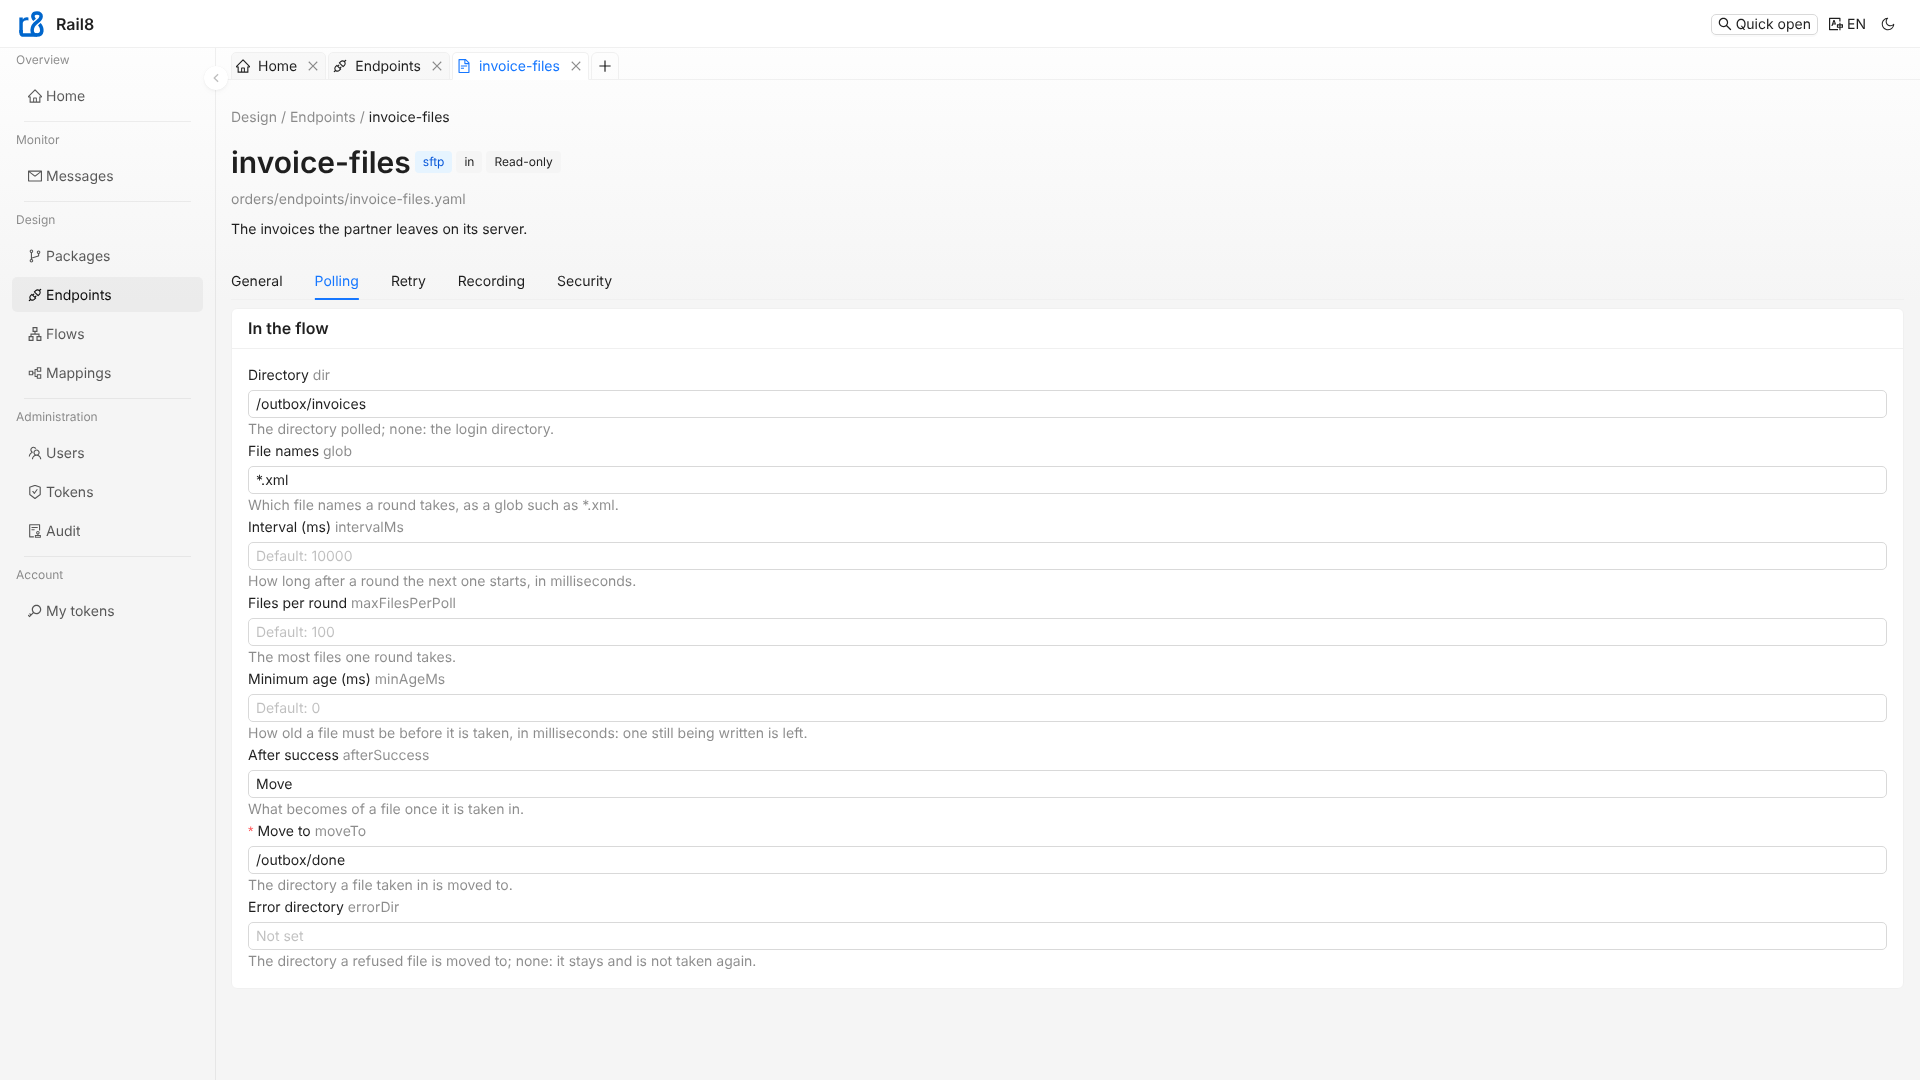 r8 Rail8
Quick open
EN
Overview
Home
Monitor
Messages
Design
Packages
Endpoints
Flows
Mappings
Administration
Users
Tokens
Audit
Account
My tokens
Home
Endpoints
invoice-files
Design / Endpoints / invoice-files
invoice-files sftp in Read-only
orders/endpoints/invoice-files.yaml
The invoices the partner leaves on its server.
General Polling Retry Recording Security
In the flow
Directory dir
/outbox/invoices
The directory polled; none: the login directory.
File names glob
*.xml
Which file names a round takes, as a glob such as *.xml.
Interval (ms) intervalMs
Default: 10000
How long after a round the next one starts, in milliseconds.
Files per round maxFilesPerPoll
Default: 100
The most files one round takes.
Minimum age (ms) minAgeMs
Default: 0
How old a file must be before it is taken, in milliseconds: one still being written is left.
After success afterSuccess
Move
What becomes of a file once it is taken in.
* Move to moveTo
/outbox/done
The directory a file taken in is moved to.
Error directory errorDir
Not set
The directory a refused file is moved to; none: it stays and is not taken again.